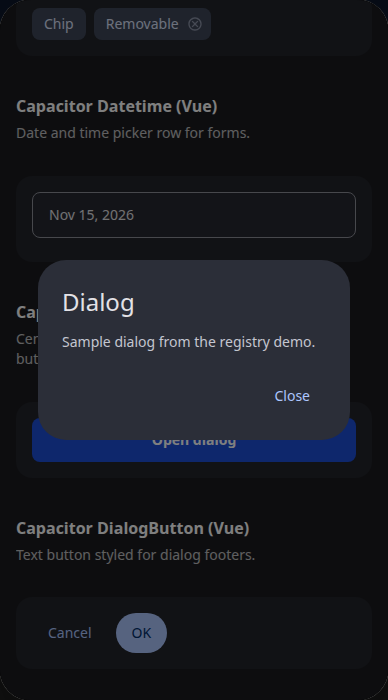 Chip
Removable
Capacitor Datetime (Vue)
Date and time picker row for forms.
Nov 15, 2026
Dialog
Sample dialog from the registry demo.
Close
Open dialog
Capacitor DialogButton (Vue)
Text button styled for dialog footers.
Cancel
OK